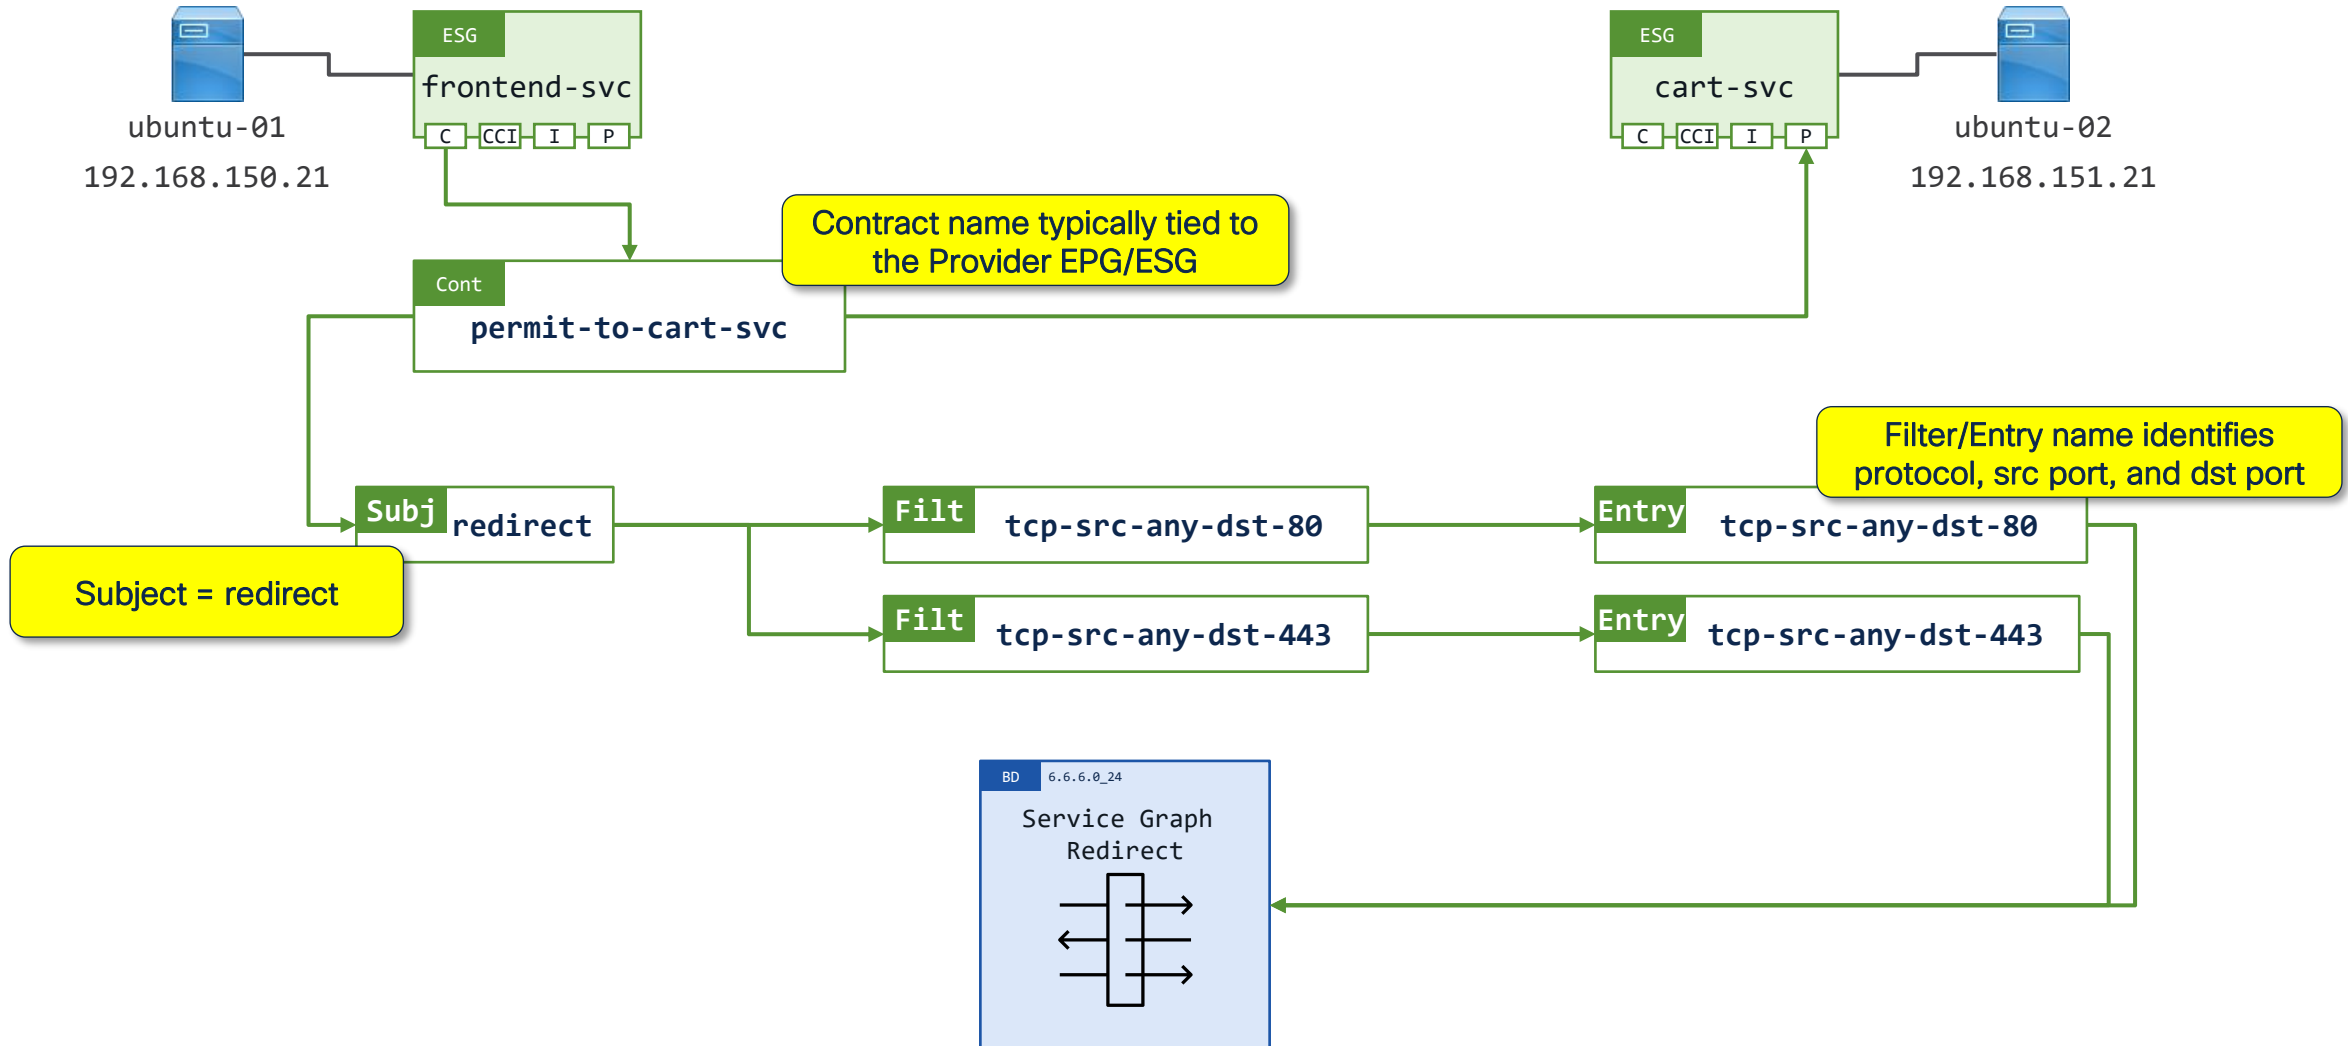 ESG
frontend-svc
C CCI I P
ubuntu-01
192.168.150.21
ESG
cart-svc
C CCI I P
ubuntu-02
192.168.151.21
Contract name typically tied to
the Provider EPG/ESG
Cont
permit-to-cart-svc
Filter/Entry name identifies
protocol, src port, and dst port
Subj redirect
Filt tcp-src-any-dst-80
Entry tcp-src-any-dst-80
Subject = redirect
Filt tcp-src-any-dst-443
Entry tcp-src-any-dst-443
BD 6.6.6.0_24
Service Graph
Redirect